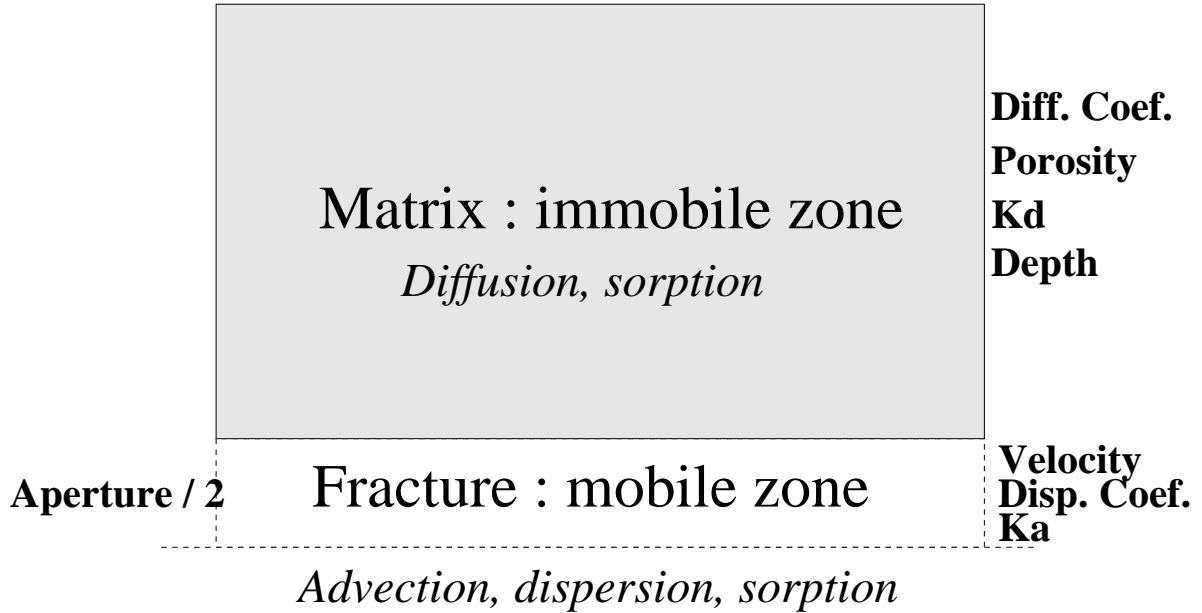 Diff. Coef.
Porosity
Matrix : immobile zone
Kd
Diffusion, sorption
Depth
Velocity
Aperture / 2
Fracture : mobile zone
Disp. Coef.
Ka
Advection, dispersion, sorption